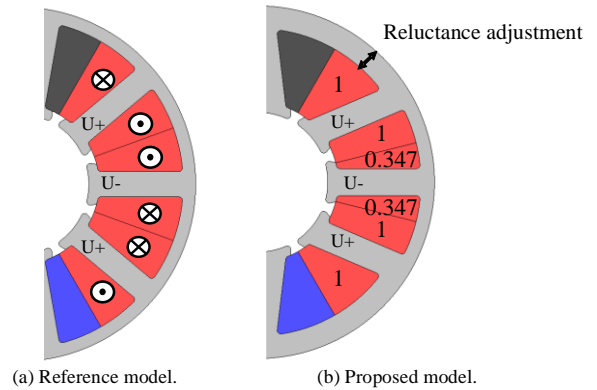 Reluctance adjustment
U+
U-
U+
U+
U-
U+
1
1
0.347
0.347
1
1
(a) Reference model.
(b) Proposed model.